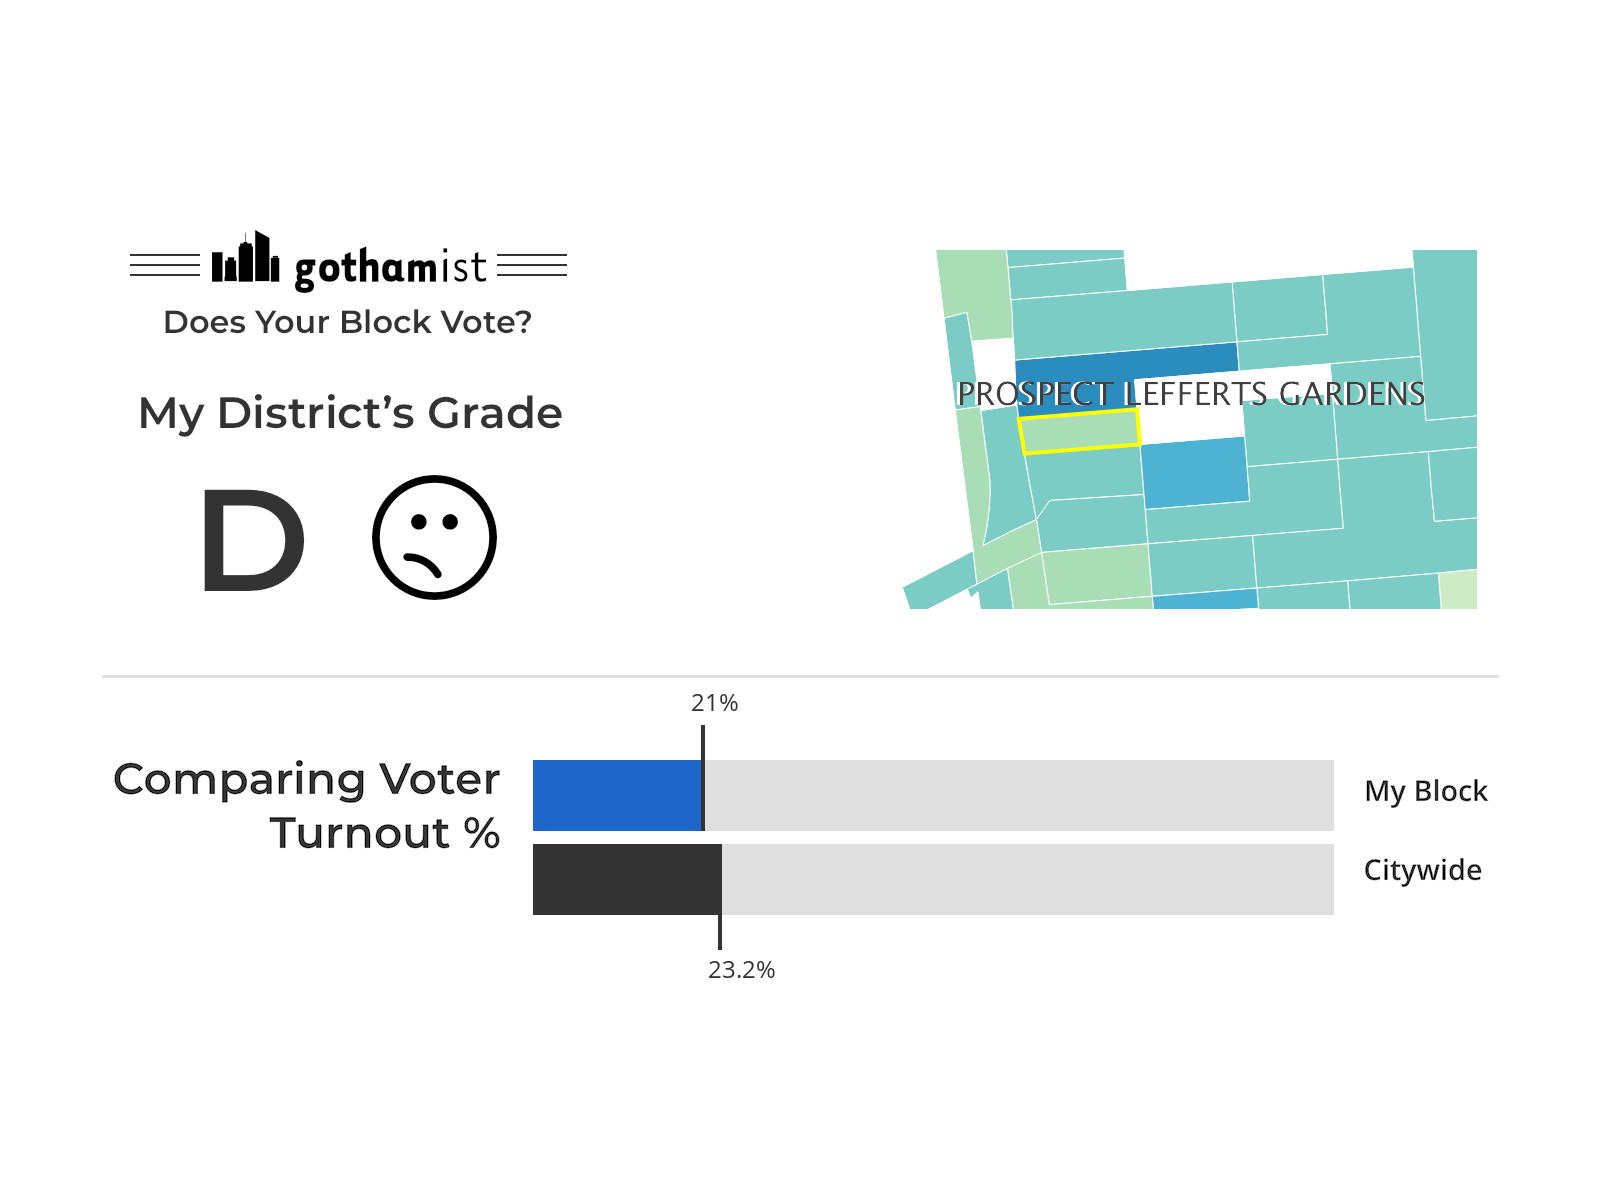 gothamist
Does Your Block Vote?
My District's Grade
D
PROSPECT LEFFERTS GARDENS
21%
Comparing Voter
Turnout %
My Block
Citywide
23.2%